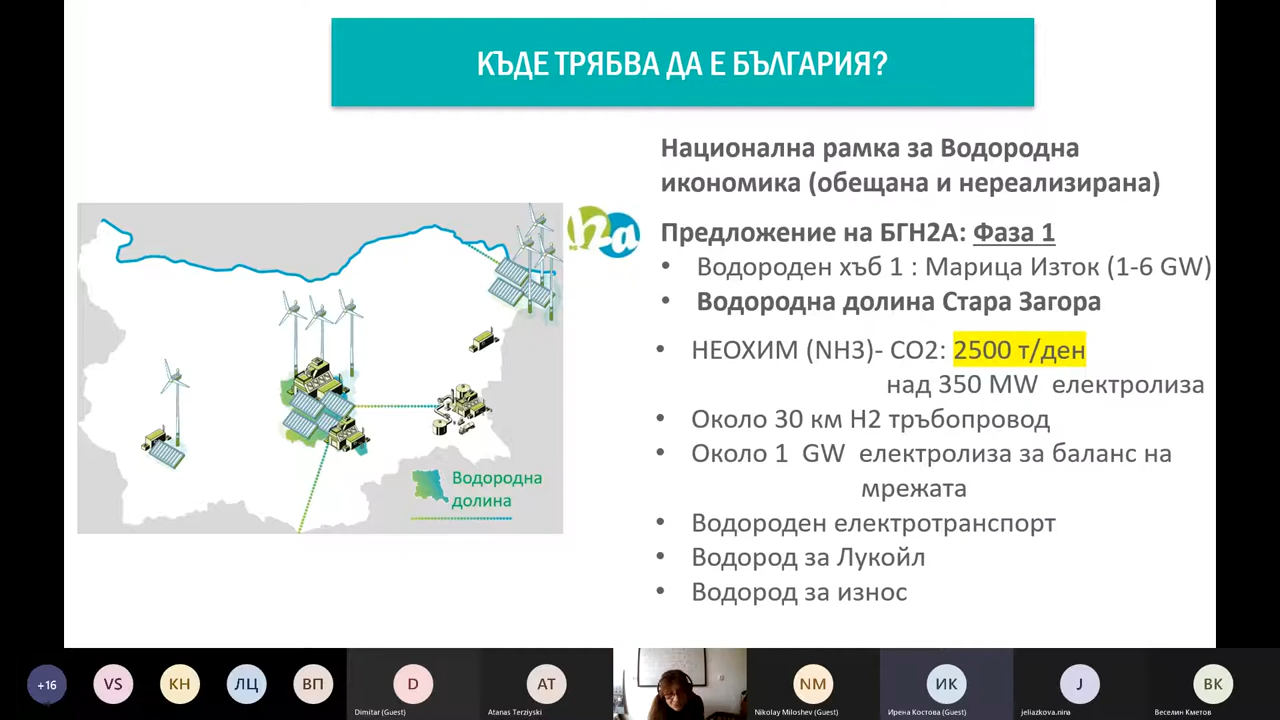 КЪДЕ ТРЯБВА ДА Е БЪЛГАРИЯ?
Национална рамка за Водородна
икономика (обещана и нереализирана)
h2a
Предложение на БГН2А: Фаза 1
• Водороден хъб 1 : Марица Изток (1-6 GW)
• Водородна долина Стара Загора
• НЕОХИМ (NH3)- CO2: 2500 т/ден
над 350 MW електролиза
• Около 30 км H2 тръбопровод
• Около 1 GW електролиза за баланс на
мрежата
• Водороден електротранспорт
• Водород за Лукойл
• Водород за износ
Водородна
долина
+16
VS
КН
ЛЦ
ВП
D
Dimitar (Guest)
AT
Atanas Terziyski
NM
Nikolay Miloshev (Guest)
ИК
Ирена Костова (Guest)
J
jeliazkova.nina
ВК
Веселин Кметов